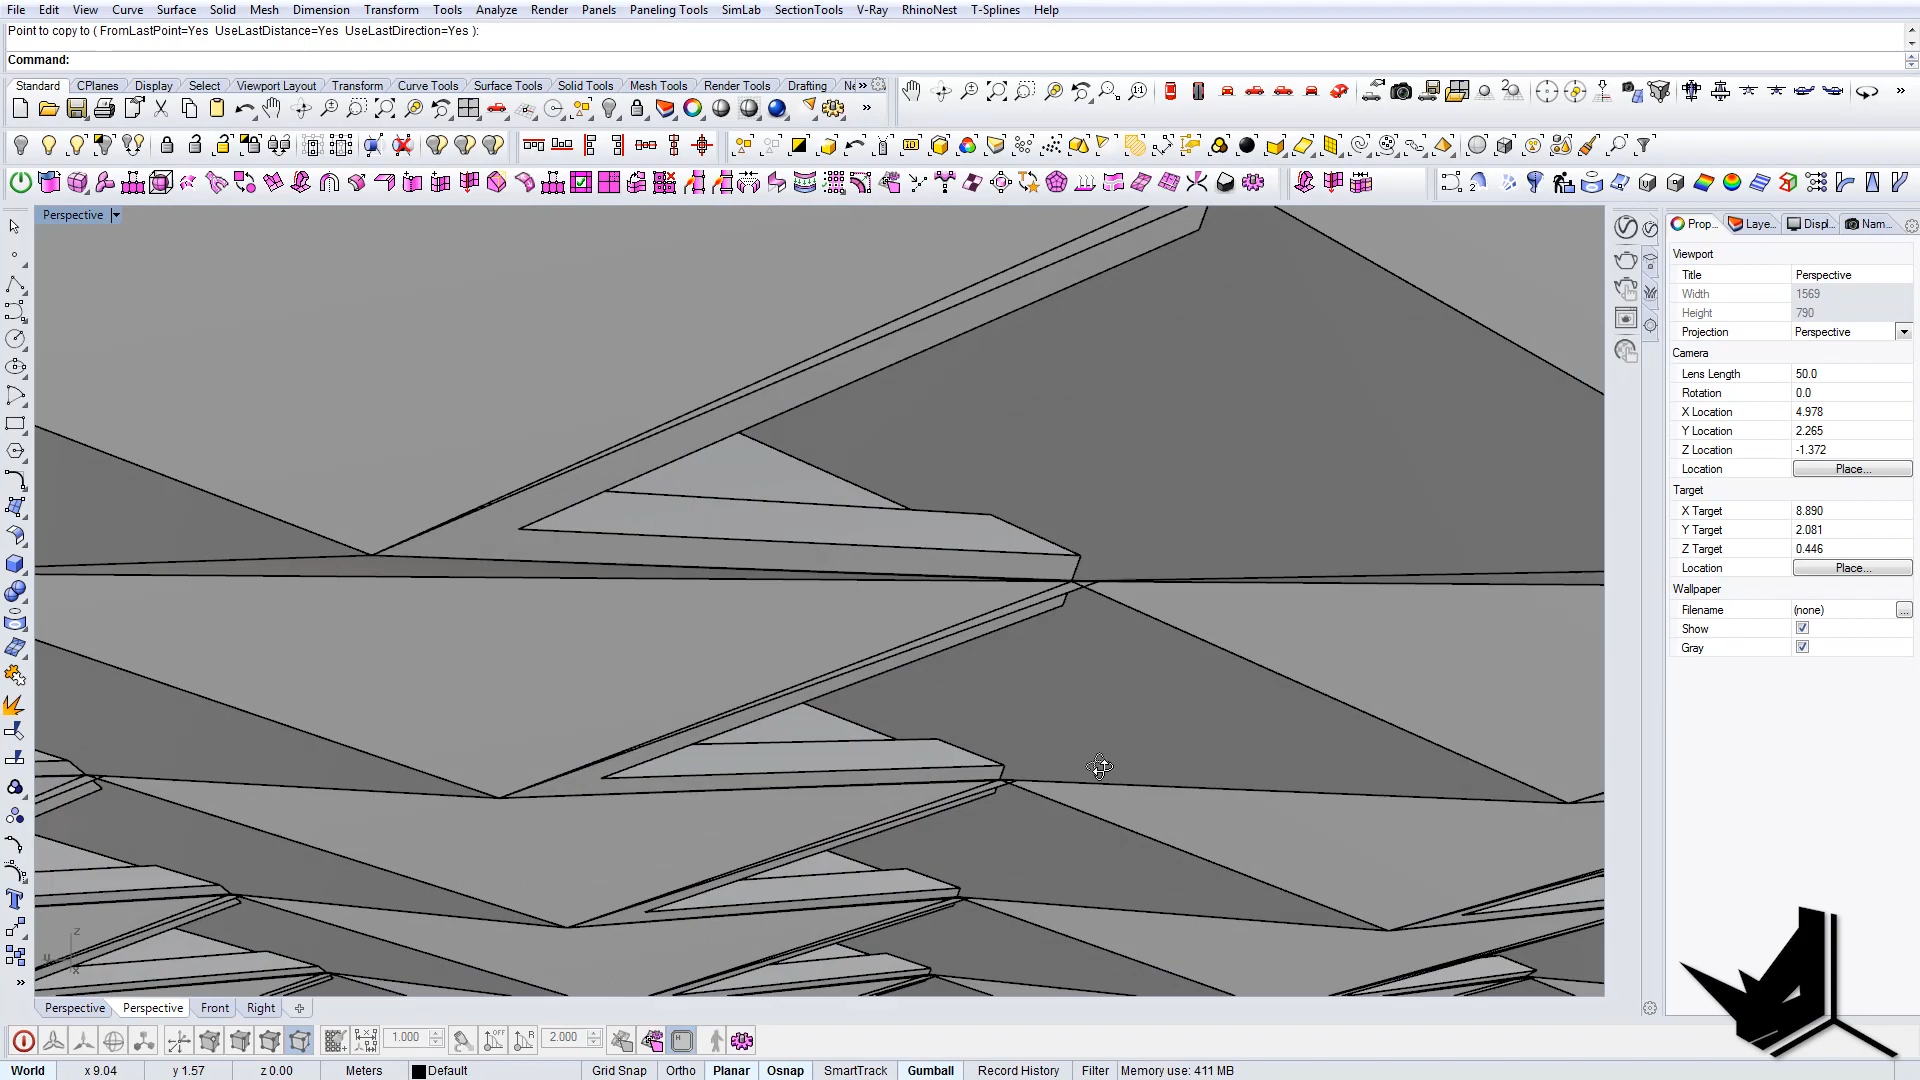 File Edit View Curve Surface Solid Mesh Dimension Transform Tools Analyze Render Panels Paneling Tools SimLab SectionTools V-Ray RhinoNest T-Splines Help
Point to copy to ( FromLastPoint=Yes UseLastDistance=Yes UseLastDirection=Yes ):
Command:
Standard CPlanes Display Select Viewport Layout Transform Curve Tools Surface Tools Solid Tools Mesh Tools Render Tools Drafting
Perspective
Prop... Laye... Displ... Nam...
Viewport
Title Perspective
Width 1569
Height 790
Projection Perspective
Camera
Lens Length 50.0
Rotation 0.0
X Location 4.978
Y Location 2.265
Z Location -1.372
Location Place...
Target
X Target 8.890
Y Target 2.081
Z Target 0.446
Location Place...
Wallpaper
Filename (none) ...
Show
Gray
z
y
x
Perspective Perspective Front Right
1.000 2.000
World x 9.04 y 1.57 z 0.00 Meters Default Grid Snap Ortho Planar Osnap SmartTrack Gumball Record History Filter Memory use: 411 MB